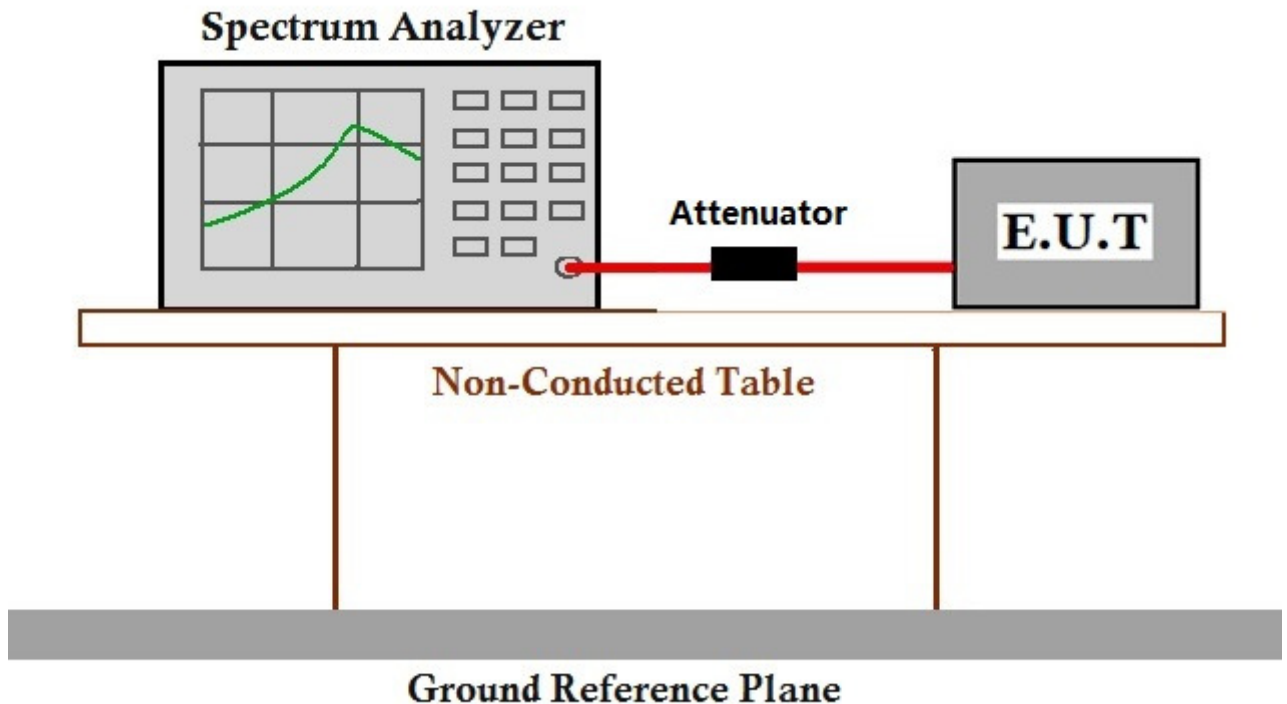 Spectrum Analyzer
Attenuator
E.U.T
Non-Conducted Table
Ground Reference Plane